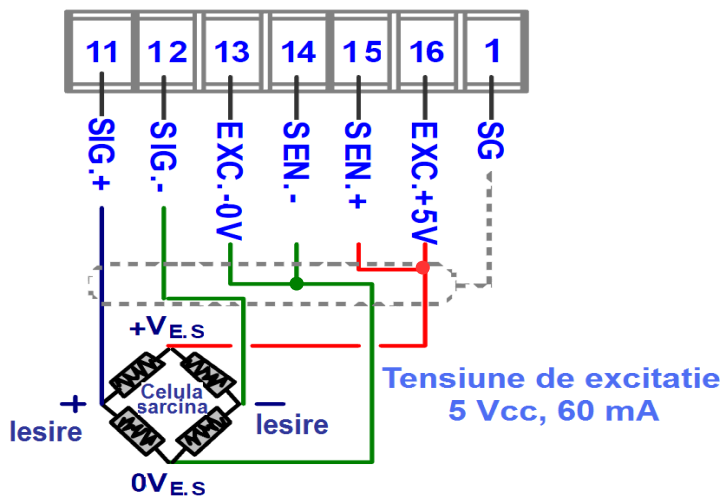 11 12 13 14 15 16 1
SIG.+
SIG.-
EXC.-0V
SEN.-
SEN.+
EXC.+5V
SG
+VE.S
Celula
sarcina
+
Iesire
—
Iesire
0VE.S
Tensiune de excitatie
5 Vcc, 60 mA